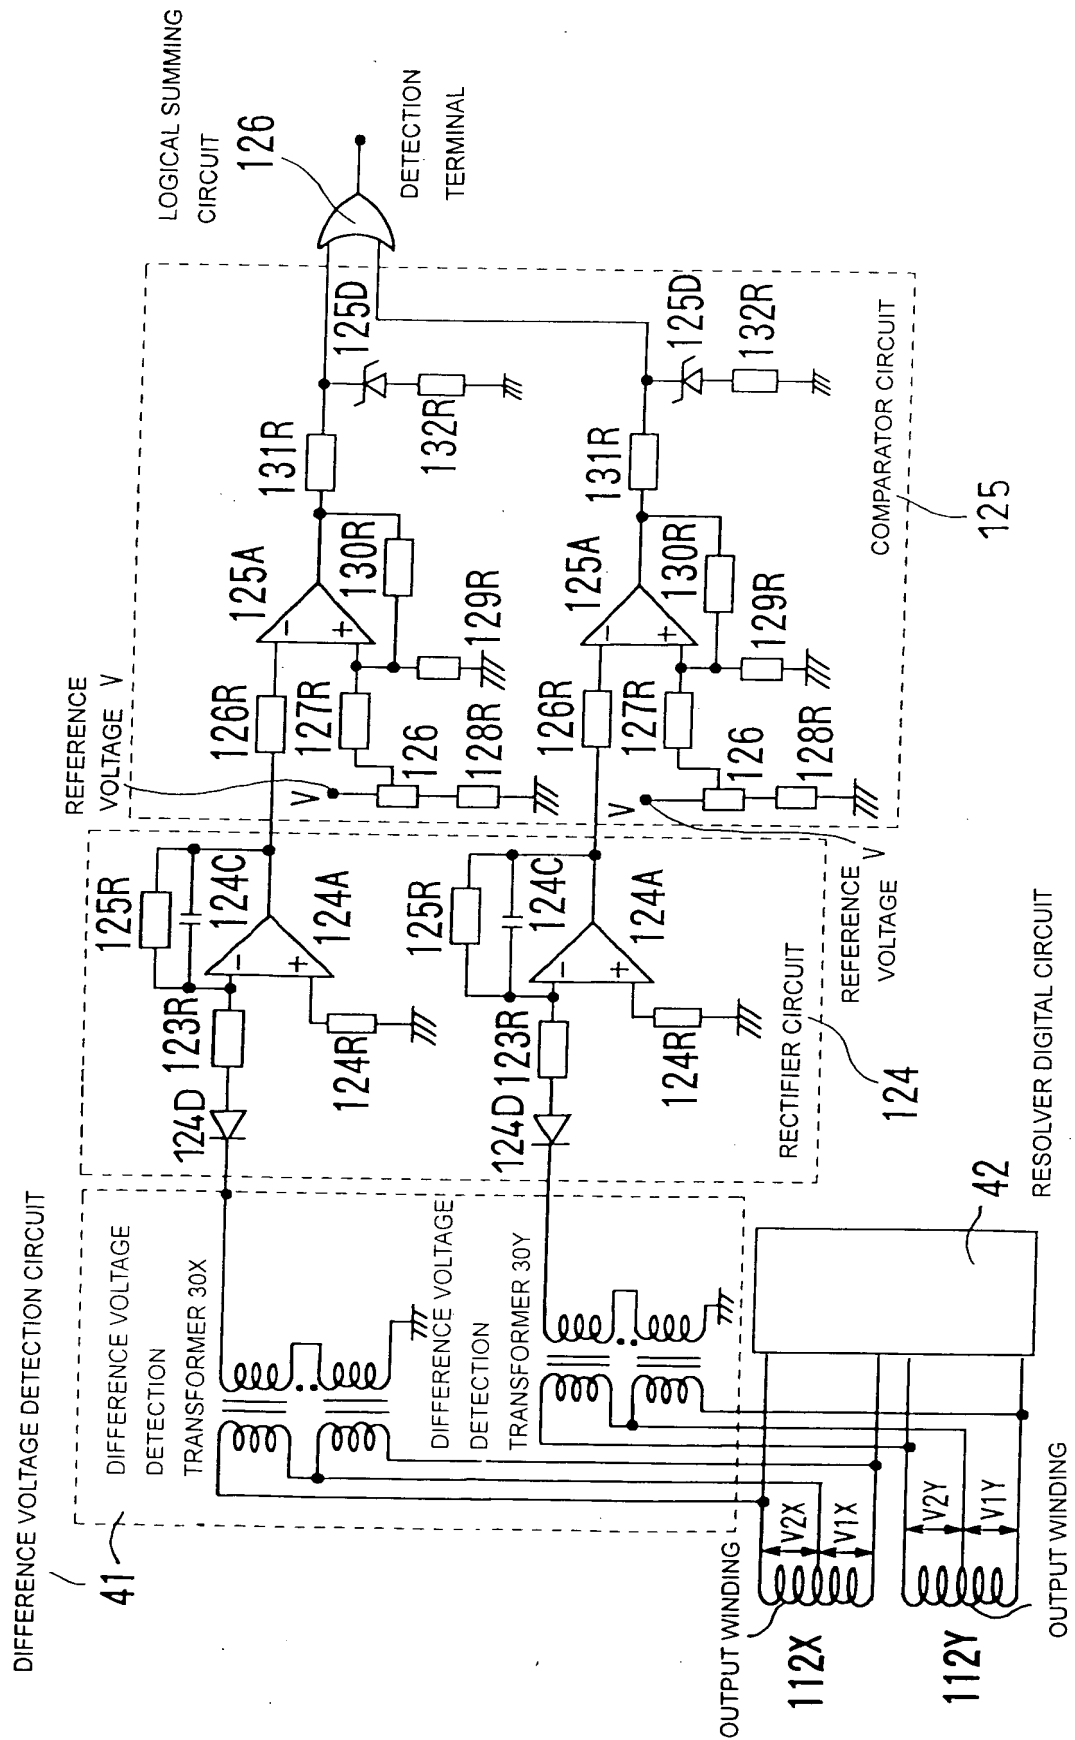 DIFFERENCE VOLTAGE DETECTION CIRCUIT
41
DIFFERENCE VOLTAGE
DETECTION
TRANSFORMER 30X
DIFFERENCE VOLTAGE
DETECTION
TRANSFORMER 30Y
124D
123R
125R
124C
124A
124R
124D
123R
125R
124C
124A
124R
RECTIFIER CIRCUIT
124
REFERENCE
VOLTAGE V
V
126R
127R
126
128R
125A
130R
129R
131R
125D
132R
REFERENCE
VOLTAGE V
V
126R
127R
126
128R
125A
130R
129R
131R
125D
132R
COMPARATOR CIRCUIT
125
LOGICAL SUMMING
CIRCUIT
126
DETECTION
TERMINAL
-
+
-
+
-
+
-
+
OUTPUT WINDING
112X
V2X
V1X
112Y
V2Y
V1Y
OUTPUT WINDING
42
RESOLVER DIGITAL CIRCUIT